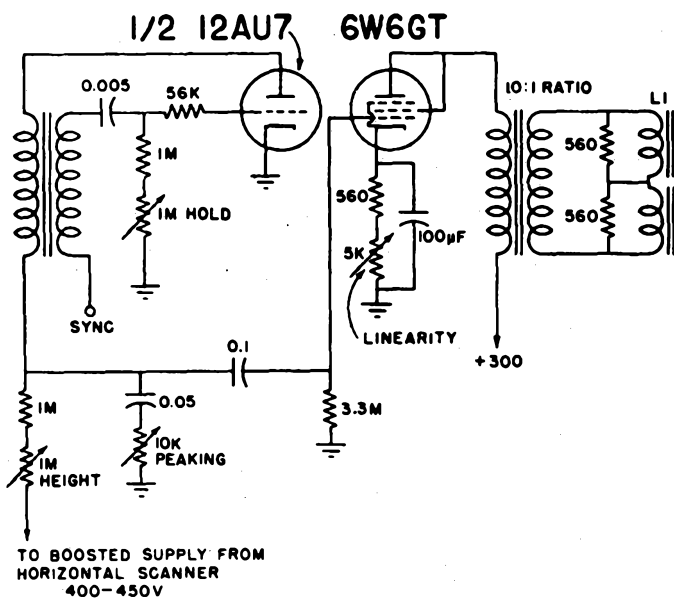 1/2 12AU7
6W6GT
0.005
56K
10:1 RATIO
L1
560
1M
1M HOLD
560
5K
100µF
560
SYNC
LINEARITY
+300
0.1
1M
0.05
3.3M
10K
PEAKING
1M
HEIGHT
TO BOOSTED SUPPLY FROM
HORIZONTAL SCANNER
400-450V